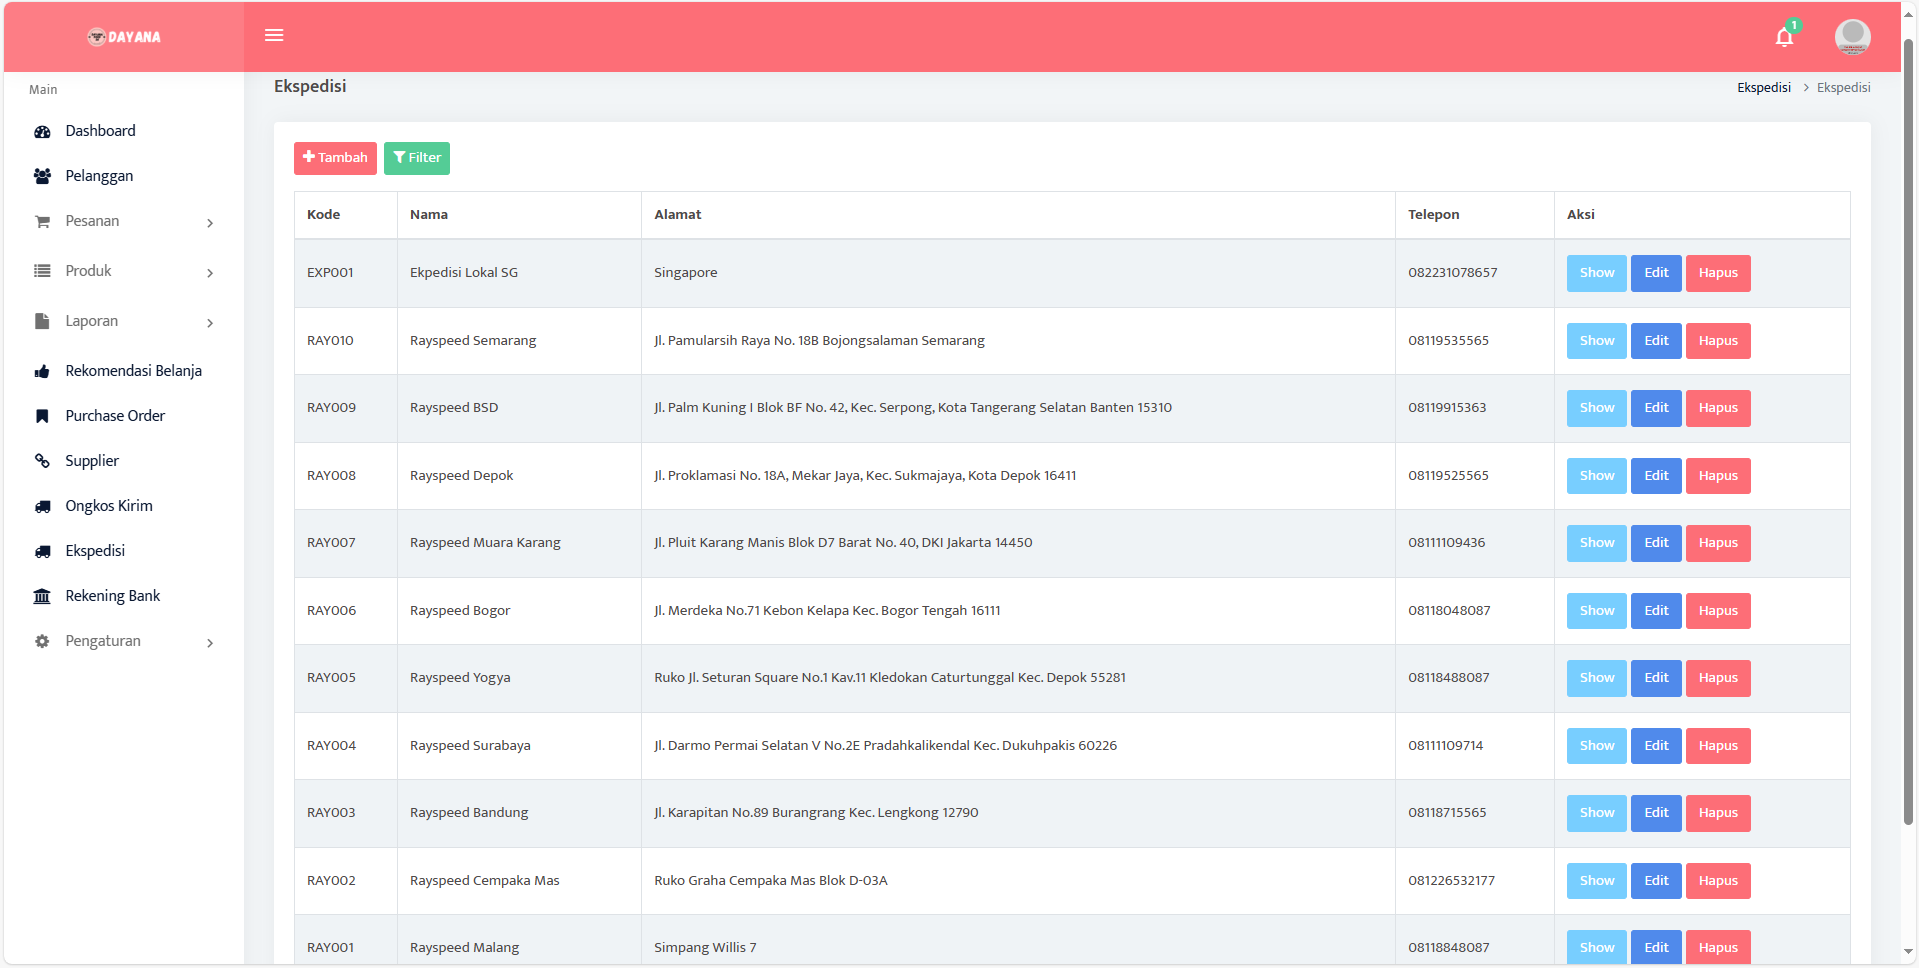 DAYANA
1
Main
Dashboard
Pelanggan
Pesanan
Produk
Laporan
Rekomendasi Belanja
Purchase Order
Supplier
Ongkos Kirim
Ekspedisi
Rekening Bank
Pengaturan
Ekspedisi
Ekspedisi > Ekspedisi
Tambah Filter
Kode Nama Alamat Telepon Aksi
EXP001 Ekpedisi Lokal SG Singapore 082231078657 Show Edit Hapus
RAY010 Rayspeed Semarang Jl. Pamularsih Raya No. 18B Bojongsalaman Semarang 08119535565 Show Edit Hapus
RAY009 Rayspeed BSD Jl. Palm Kuning I Blok BF No. 42, Kec. Serpong, Kota Tangerang Selatan Banten 15310 08119915363 Show Edit Hapus
RAY008 Rayspeed Depok Jl. Proklamasi No. 18A, Mekar Jaya, Kec. Sukmajaya, Kota Depok 16411 08119525565 Show Edit Hapus
RAY007 Rayspeed Muara Karang Jl. Pluit Karang Manis Blok D7 Barat No. 40, DKI Jakarta 14450 08111109436 Show Edit Hapus
RAY006 Rayspeed Bogor Jl. Merdeka No.71 Kebon Kelapa Kec. Bogor Tengah 16111 08118048087 Show Edit Hapus
RAY005 Rayspeed Yogya Ruko Jl. Seturan Square No.1 Kav.11 Kledokan Caturtunggal Kec. Depok 55281 08118488087 Show Edit Hapus
RAY004 Rayspeed Surabaya Jl. Darmo Permai Selatan V No.2E Pradahkalikendal Kec. Dukuhpakis 60226 08111109714 Show Edit Hapus
RAY003 Rayspeed Bandung Jl. Karapitan No.89 Burangrang Kec. Lengkong 12790 08118715565 Show Edit Hapus
RAY002 Rayspeed Cempaka Mas Ruko Graha Cempaka Mas Blok D-03A 081226532177 Show Edit Hapus
RAY001 Rayspeed Malang Simpang Willis 7 08118848087 Show Edit Hapus